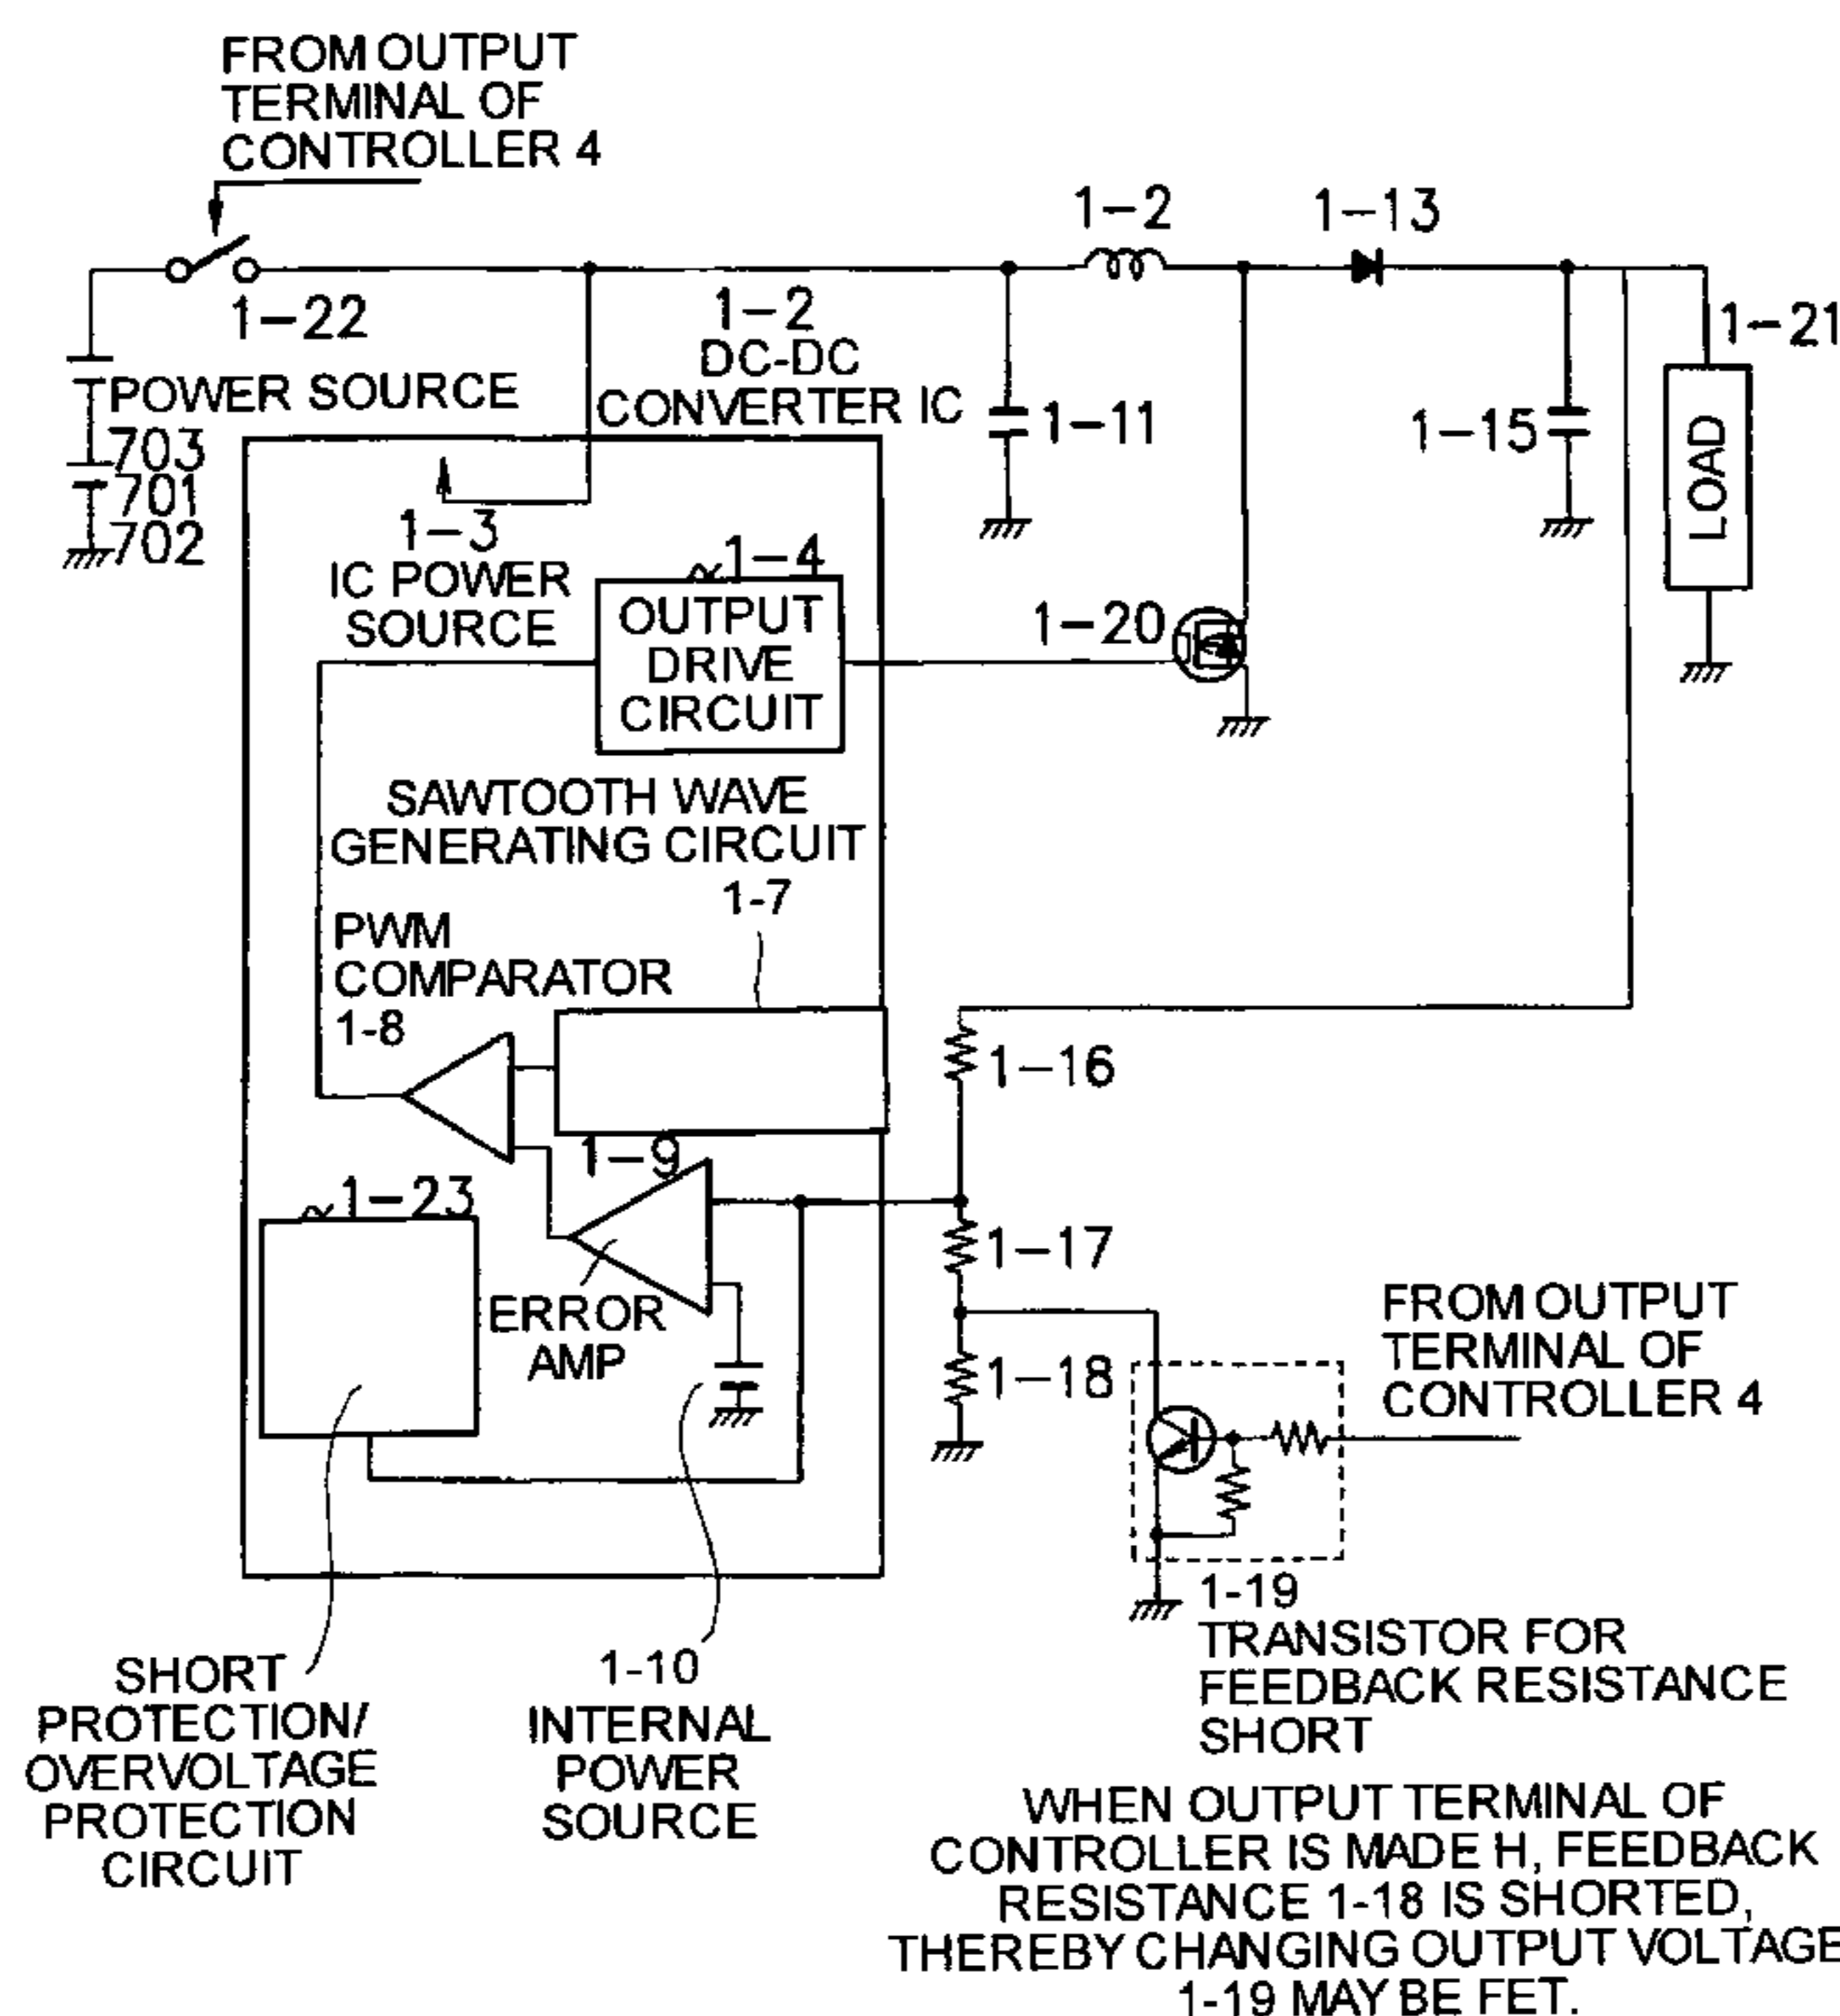 FROM OUTPUT
TERMINAL OF
CONTROLLER 4
1-2
1-13
1-22
1-2
DC-DC
CONVERTER IC
1-21
POWER SOURCE
703
701
702
1-11
1-15
LOAD
1-3
IC POWER
SOURCE
1-4
OUTPUT
DRIVE
CIRCUIT
1-20
SAWTOOTH WAVE
GENERATING CIRCUIT
1-7
PWM
COMPARATOR
1-8
1-16
1-9
1-23
1-17
ERROR
AMP
1-18
FROM OUTPUT
TERMINAL OF
CONTROLLER 4
1-19
TRANSISTOR FOR
FEEDBACK RESISTANCE
SHORT
SHORT
PROTECTION/
OVERVOLTAGE
PROTECTION
CIRCUIT
1-10
INTERNAL
POWER
SOURCE
WHEN OUTPUT TERMINAL OF
CONTROLLER IS MADE H, FEEDBACK
RESISTANCE 1-18 IS SHORTED,
THEREBY CHANGING OUTPUT VOLTAGE
1-19 MAY BE FET.